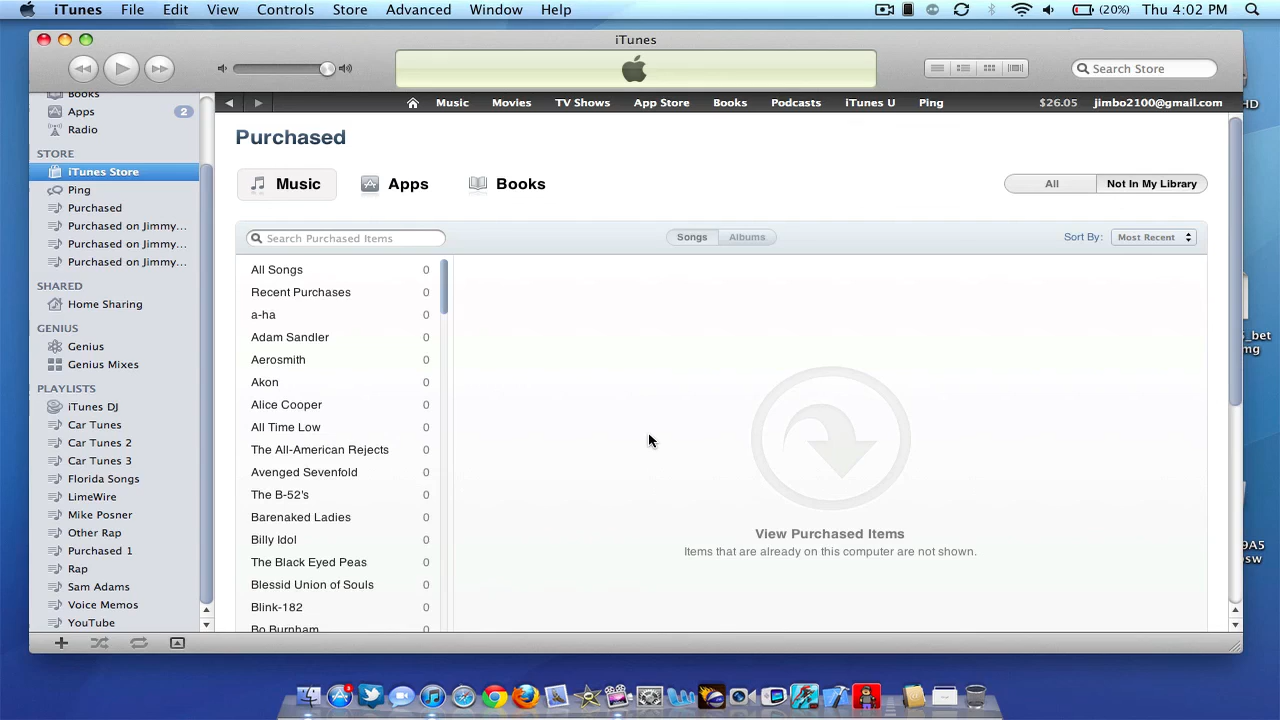 iTunes File Edit View Controls Store Advanced Window Help (20%) Thu 4:02 PM
iTunes
Search Store
Music Movies TV Shows App Store Books Podcasts iTunes U Ping $26.05 jimbo2100@gmail.com
Books
Apps 2
Radio
STORE
iTunes Store
Ping
Purchased
Purchased on Jimmy...
Purchased on Jimmy...
Purchased on Jimmy...
SHARED
Home Sharing
GENIUS
Genius
Genius Mixes
PLAYLISTS
iTunes DJ
Car Tunes
Car Tunes 2
Car Tunes 3
Florida Songs
LimeWire
Mike Posner
Other Rap
Purchased 1
Rap
Sam Adams
Voice Memos
YouTube
Purchased
Music Apps Books
All Not In My Library
Search Purchased Items Songs Albums Sort By: Most Recent
All Songs 0
Recent Purchases 0
a-ha 0
Adam Sandler 0
Aerosmith 0
Akon 0
Alice Cooper 0
All Time Low 0
The All-American Rejects 0
Avenged Sevenfold 0
The B-52's 0
Barenaked Ladies 0
Billy Idol 0
The Black Eyed Peas 0
Blessid Union of Souls 0
Blink-182 0
Bo Burnham 0
View Purchased Items
Items that are already on this computer are not shown.
HD
_bet
mg
9A5
sw